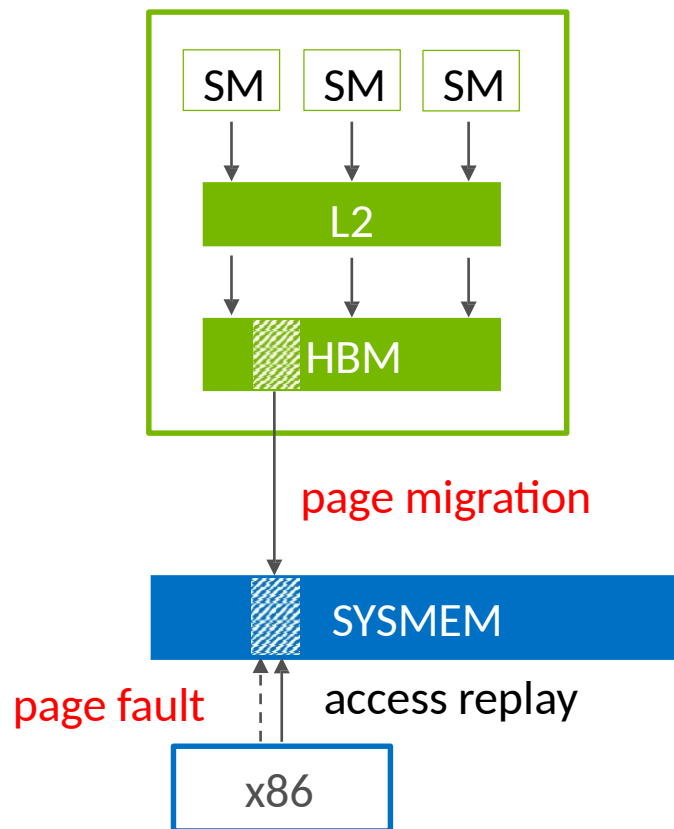 SM SM SM
L2
HBM
page migration
SYSMEM
page fault
access replay
x86